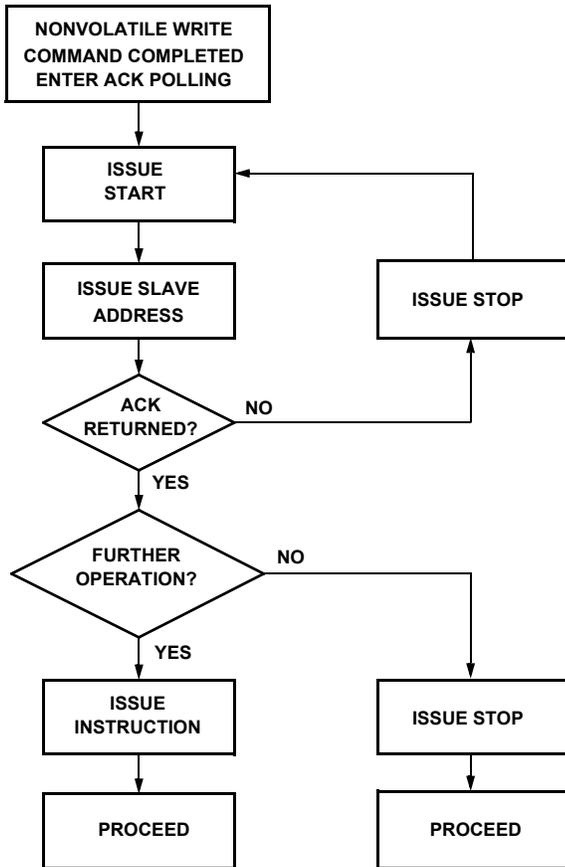 NONVOLATILE WRITE
COMMAND COMPLETED
ENTER ACK POLLING
ISSUE
START
ISSUE SLAVE
ADDRESS
ISSUE STOP
ACK
RETURNED?
NO
YES
FURTHER
OPERATION?
NO
YES
ISSUE
INSTRUCTION
ISSUE STOP
PROCEED
PROCEED